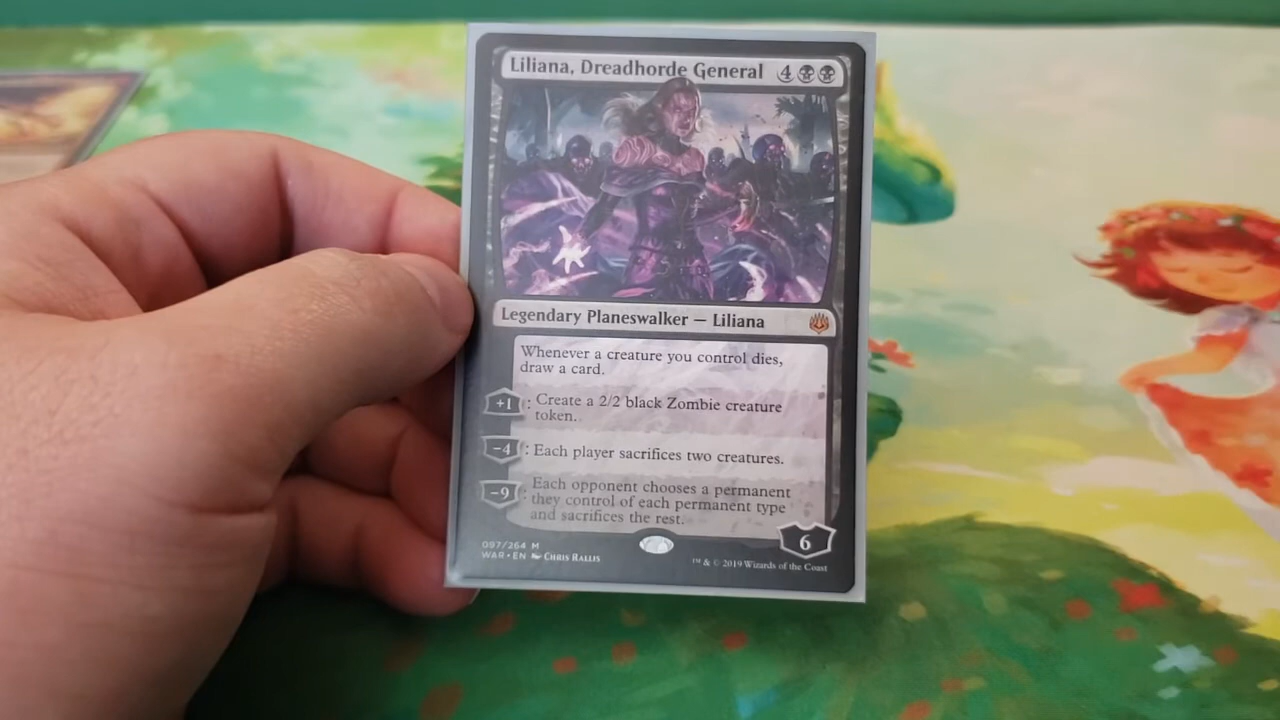 Liliana, Dreadhorde General 4
Legendary Planeswalker — Liliana
Whenever a creature you control dies,
draw a card.
+1 : Create a 2/2 black Zombie creature
token.
−4 : Each player sacrifices two creatures.
−9 : Each opponent chooses a permanent
they control of each permanent type
and sacrifices the rest.
6
097/264 M
WAR • EN Chris Rallis
™ & © 2019 Wizards of the Coast